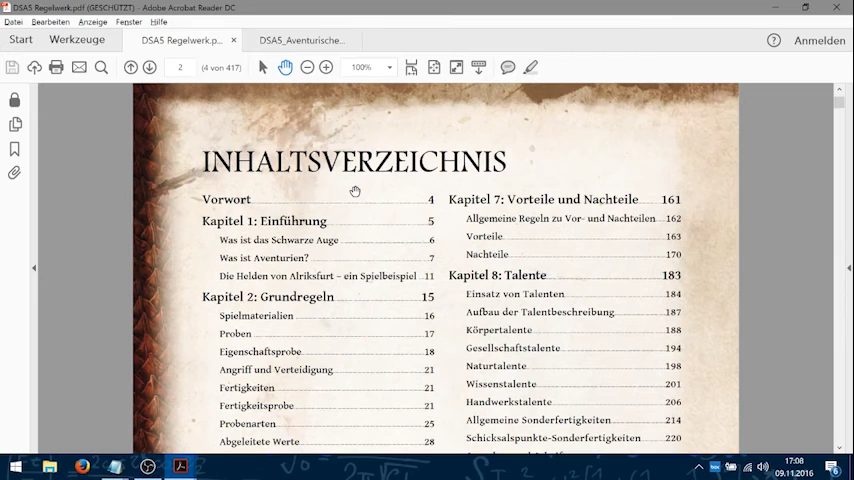 DSA5 Regelwerk.pdf (GESCHÜTZT) - Adobe Acrobat Reader DC
Datei Bearbeiten Anzeige Fenster Hilfe
Start Werkzeuge DSA5 Regelwerk.p... × DSA5_Aventurische... ? Anmelden
2 (4 von 417) 100%
INHALTSVERZEICHNIS
Vorwort 4
Kapitel 1: Einführung 5
Was ist das Schwarze Auge 6
Was ist Aventurien? 7
Die Helden von Alriksfurt – ein Spielbeispiel 11
Kapitel 2: Grundregeln 15
Spielmaterialien 16
Proben 17
Eigenschaftsprobe 18
Angriff und Verteidigung 21
Fertigkeiten 21
Fertigkeitsprobe 21
Probenarten 25
Abgeleitete Werte 28
Kapitel 7: Vorteile und Nachteile 161
Allgemeine Regeln zu Vor- und Nachteilen 162
Vorteile 163
Nachteile 170
Kapitel 8: Talente 183
Einsatz von Talenten 184
Aufbau der Talentbeschreibung 187
Körpertalente 188
Gesellschaftstalente 194
Naturtalente 198
Wissenstalente 201
Handwerkstalente 206
Allgemeine Sonderfertigkeiten 214
Schicksalspunkte-Sonderfertigkeiten 220
17:08
09.11.2016